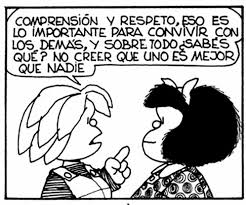 COMPRENSIÓN Y RESPETO, ESO ES
LO IMPORTANTE PARA CONVIVIR CON
LOS DEMÁS, Y SOBRE TODO ¿SABÉS
QUÉ? NO CREER QUE UNO ES MEJOR
QUE NADIE